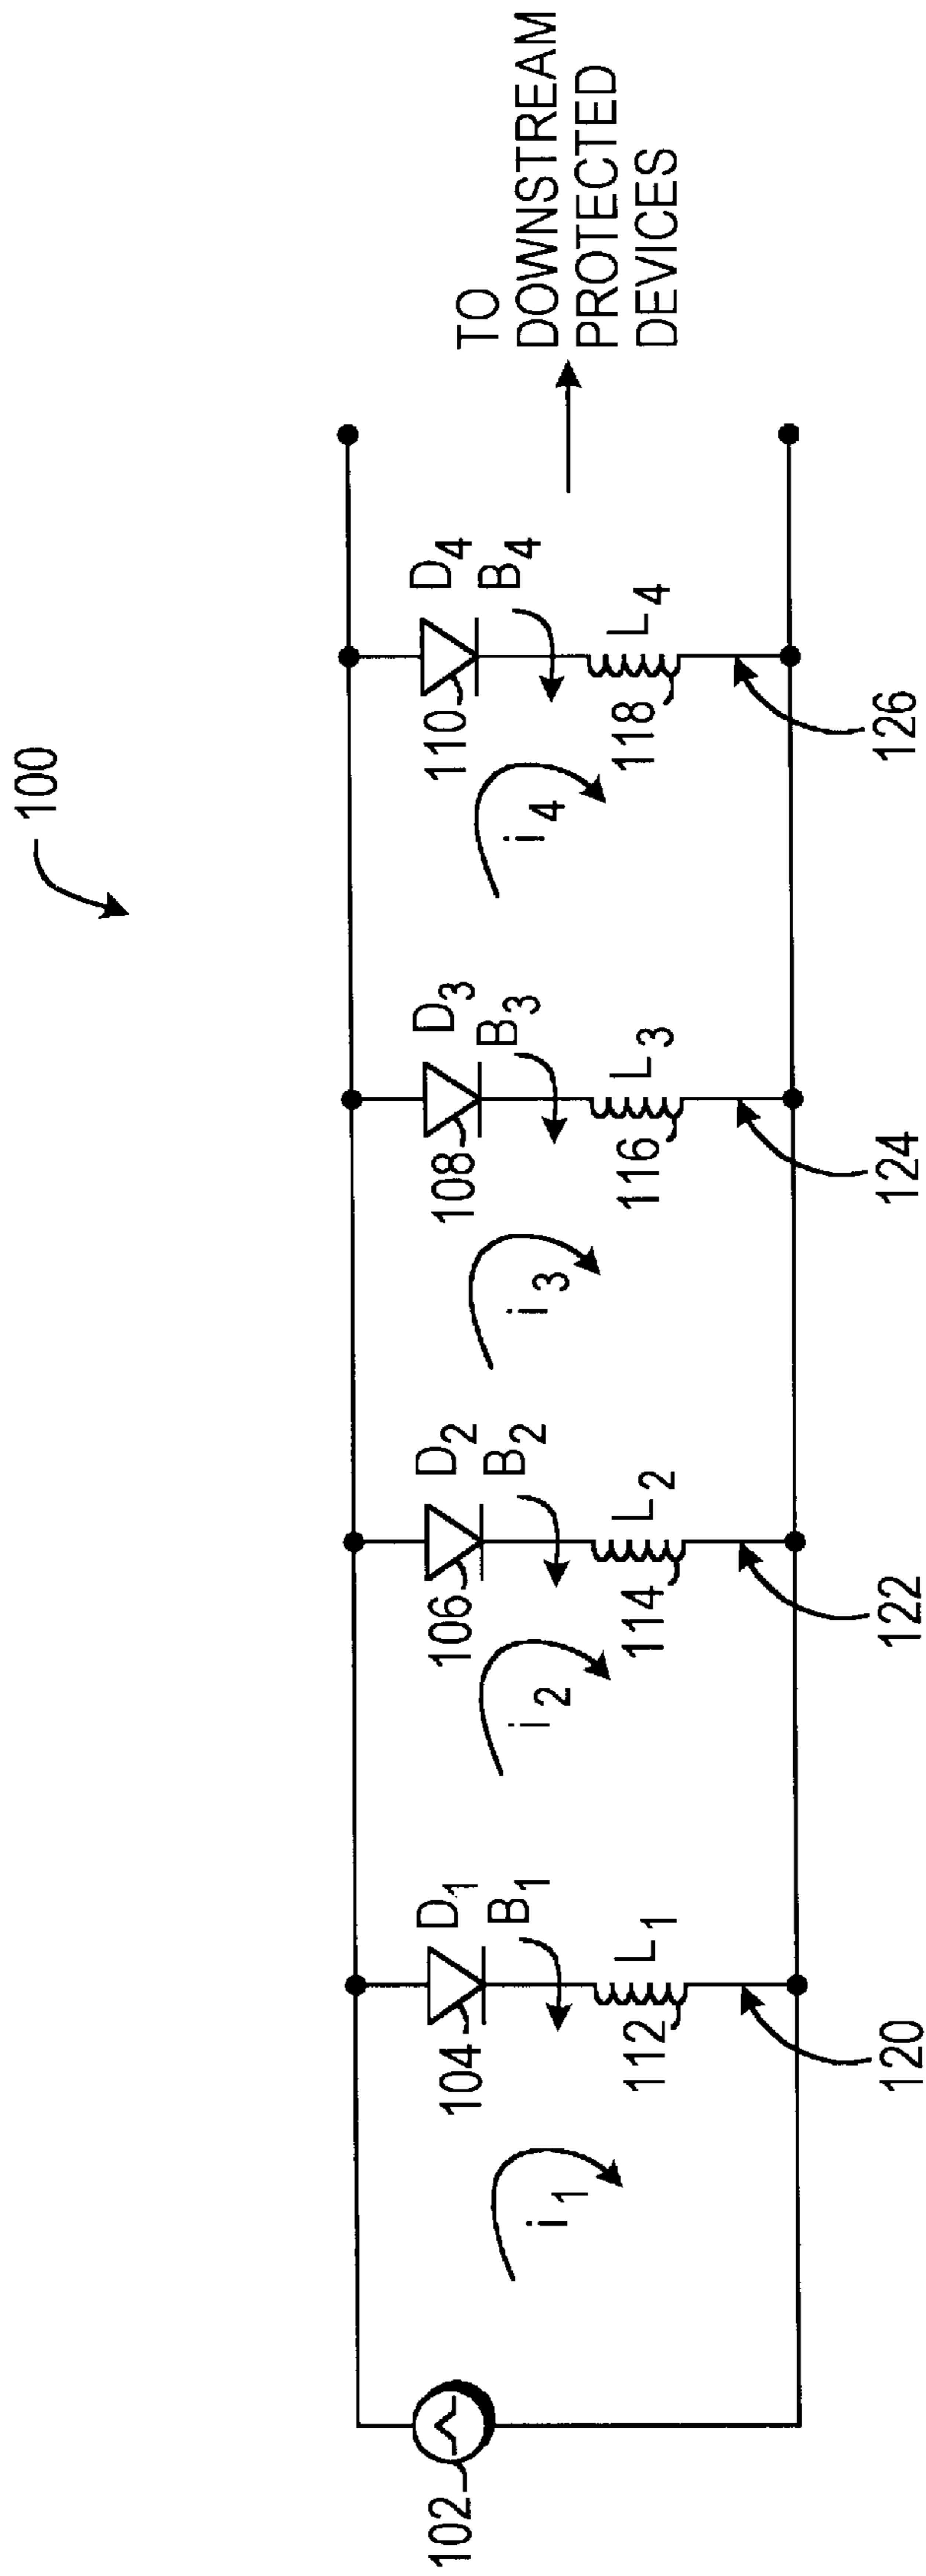 100
TO
DOWNSTREAM
PROTECTED
DEVICES
D1
B1
104
i1
L1
112
120
D2
B2
106
i2
L2
114
122
D3
B3
108
i3
L3
116
124
D4
B4
110
i4
L4
118
126
102